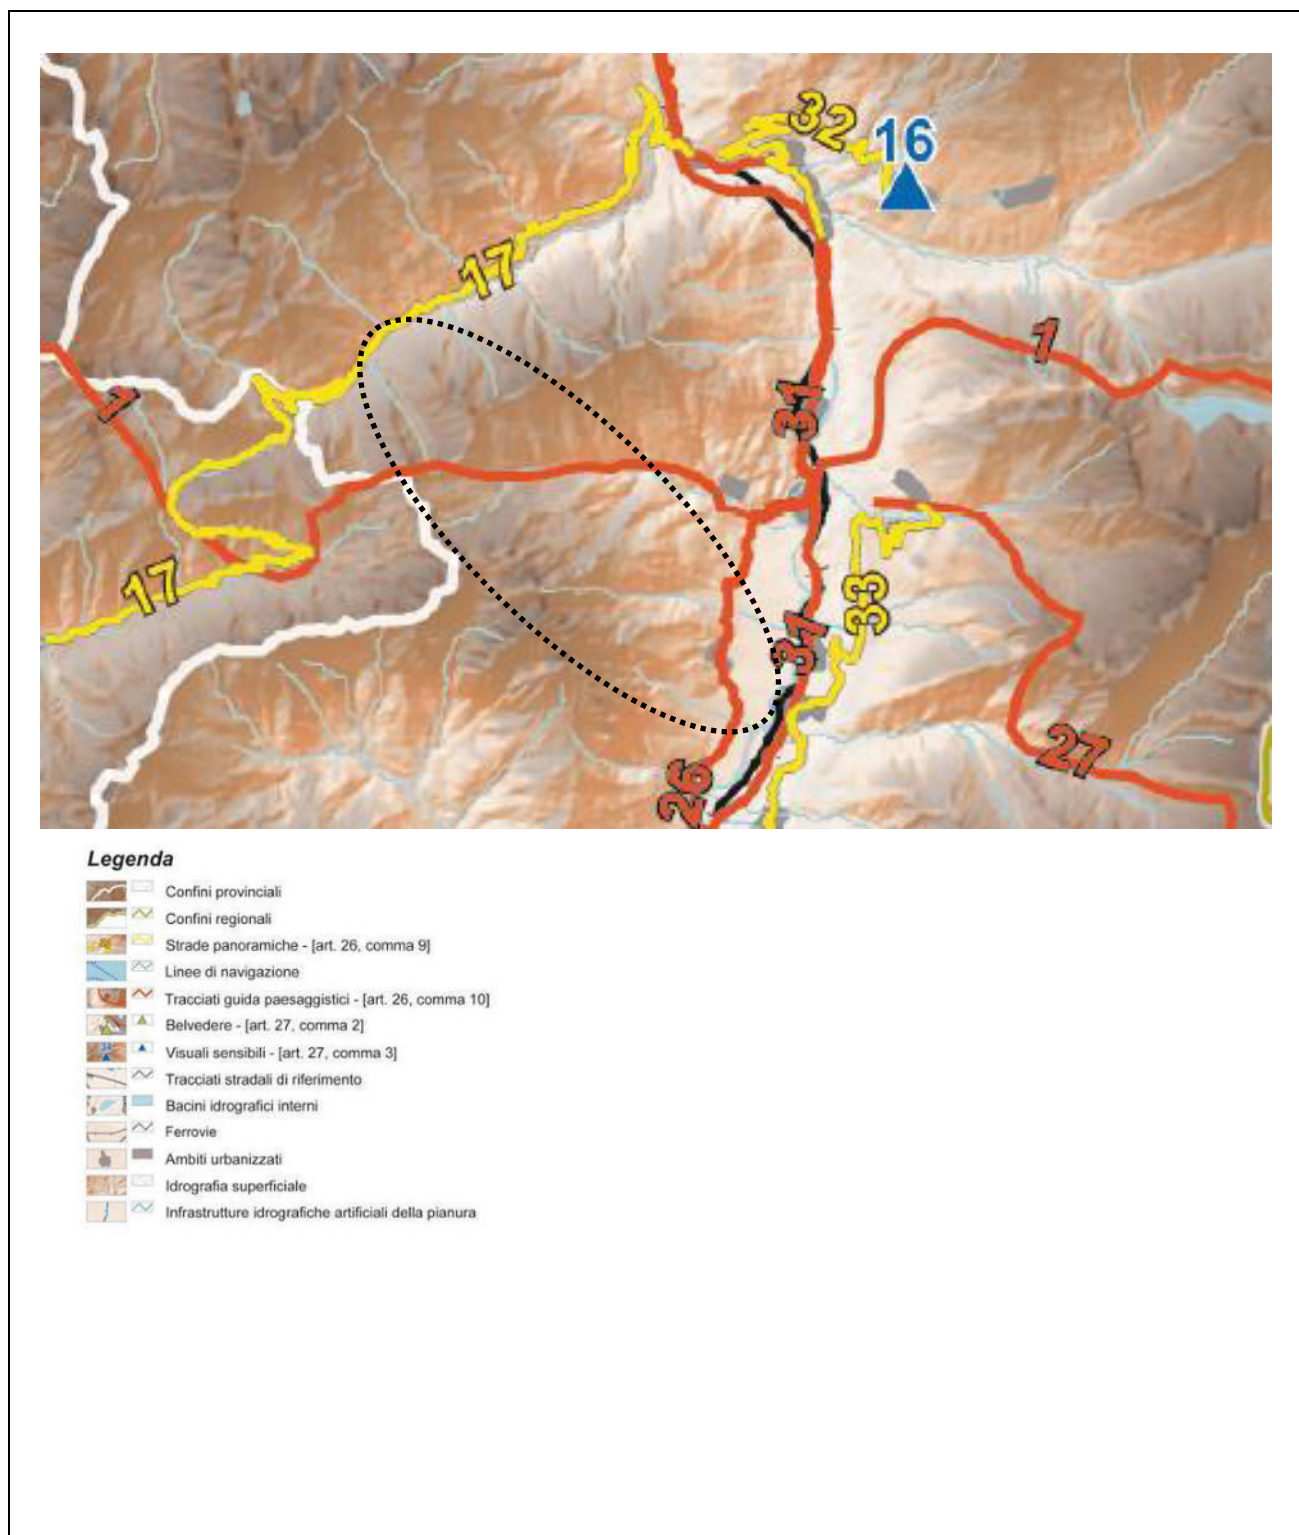 32
16
17
1
31
1
17
33
31
27
26
Legenda
Confini provinciali
Confini regionali
Strade panoramiche - [art. 26, comma 9]
Linee di navigazione
Tracciati guida paesaggistici - [art. 26, comma 10]
Belvedere - [art. 27, comma 2]
Visuali sensibili - [art. 27, comma 3]
Tracciati stradali di riferimento
Bacini idrografici interni
Ferrovie
Ambiti urbanizzati
Idrografia superficiale
Infrastrutture idrografiche artificiali della pianura